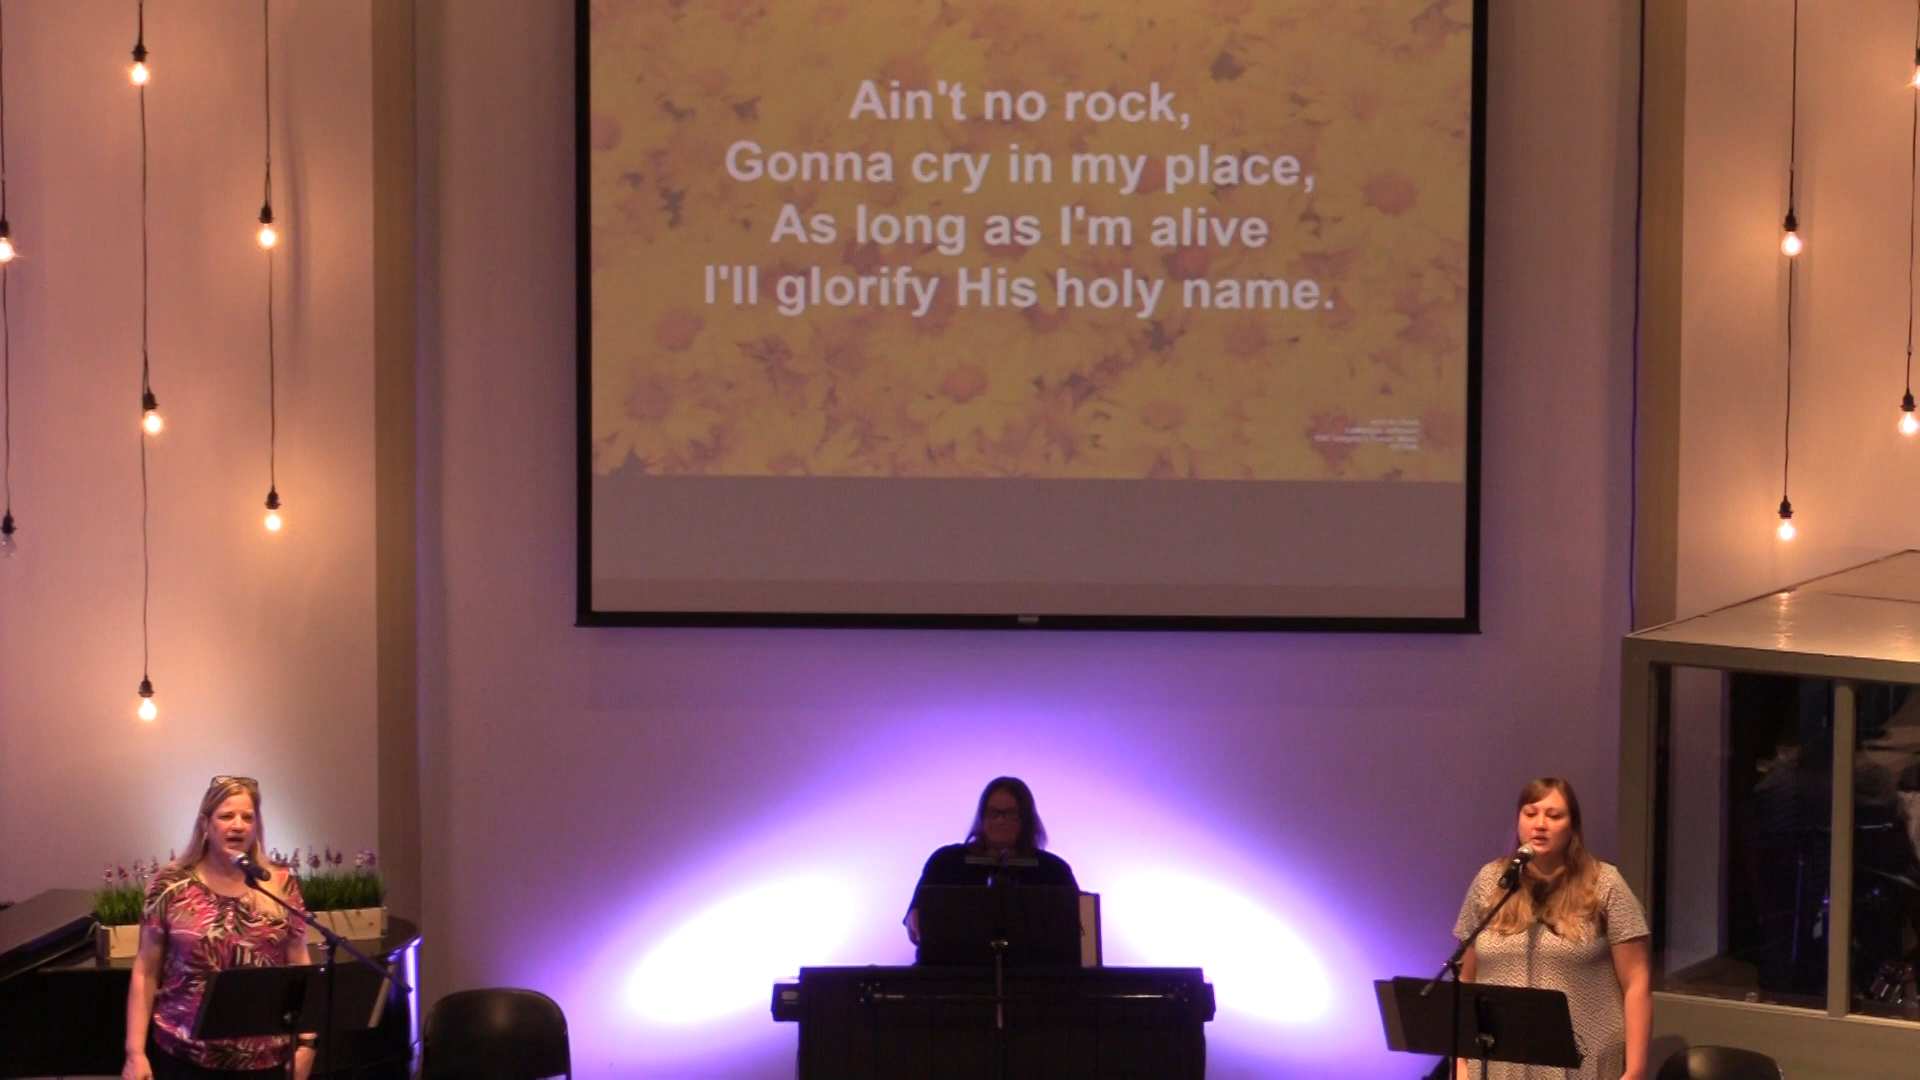 Ain't no rock,
Gonna cry in my place,
As long as I'm alive
I'll glorify His holy name.